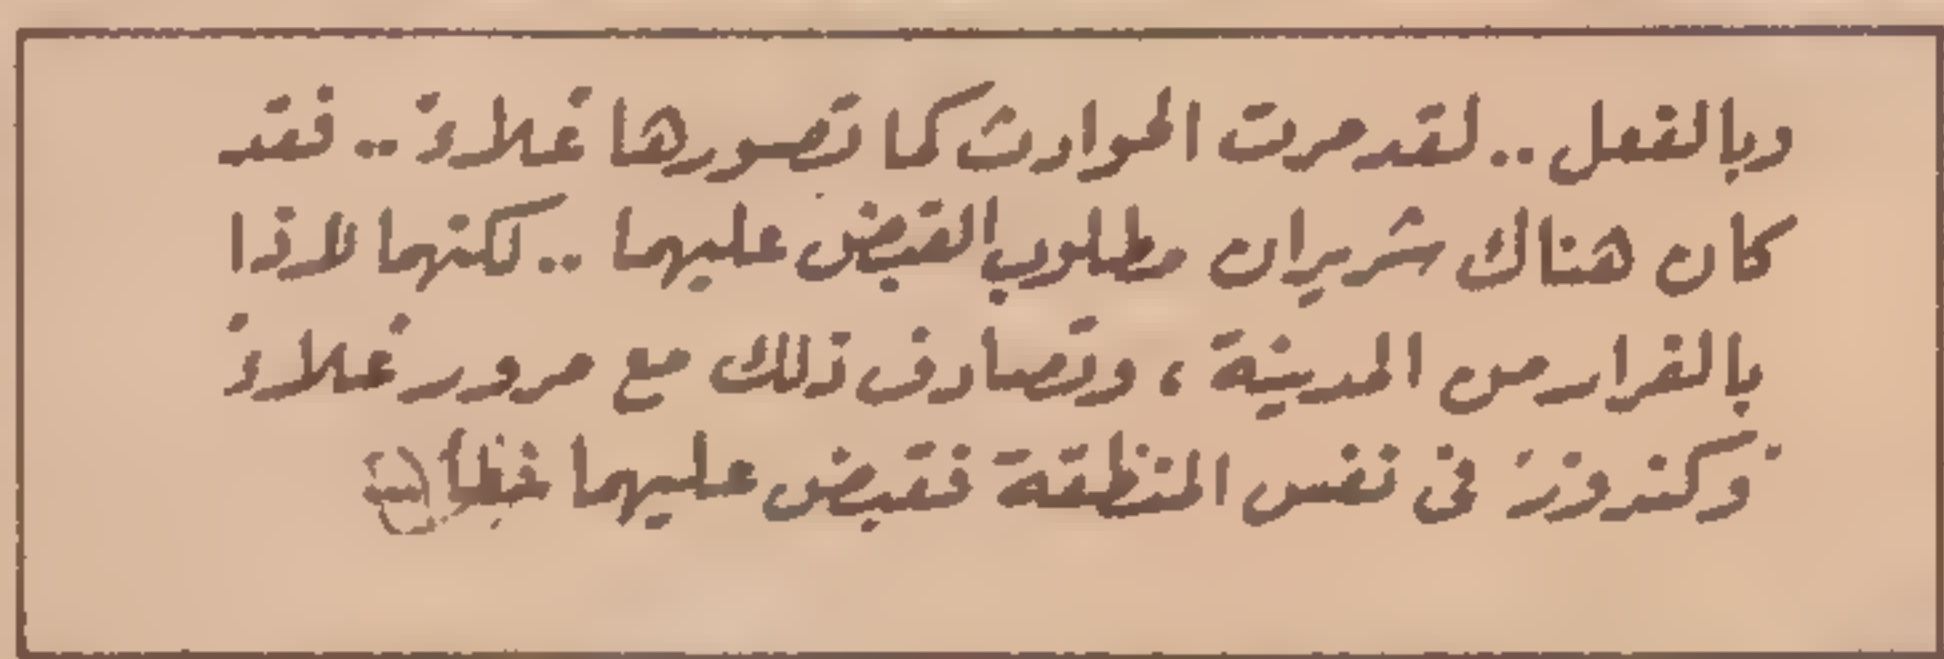 وبالفعل .. لقد مرت الحوادث كما تصورها علاء .. فقد
كان هناك شريران مطلوب القبض عليهما .. لكنهما لاذا
بالفرار من المدينة ، وتصادف ذلك مع مرور علاء
وكندوز فى نفس المنطقة فقبض عليهما خطأ